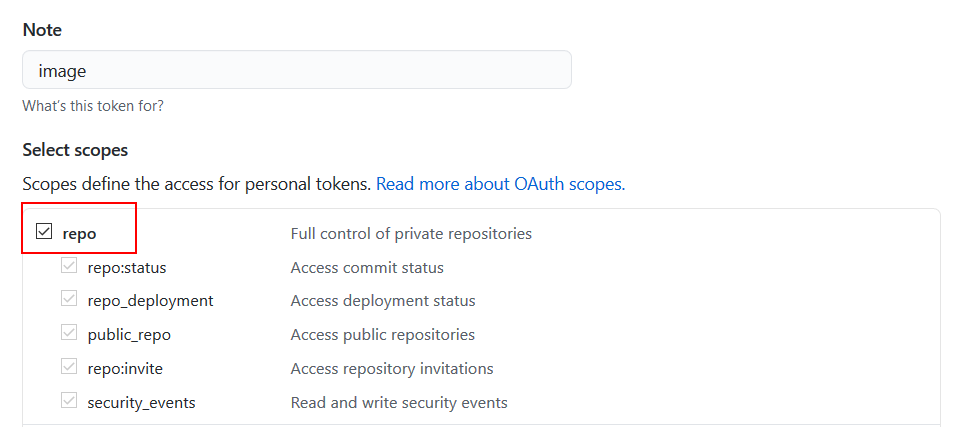 Note
image
What's this token for?
Select scopes
Scopes define the access for personal tokens. Read more about OAuth scopes.
repo Full control of private repositories
repo:status Access commit status
repo_deployment Access deployment status
public_repo Access public repositories
repo:invite Access repository invitations
security_events Read and write security events